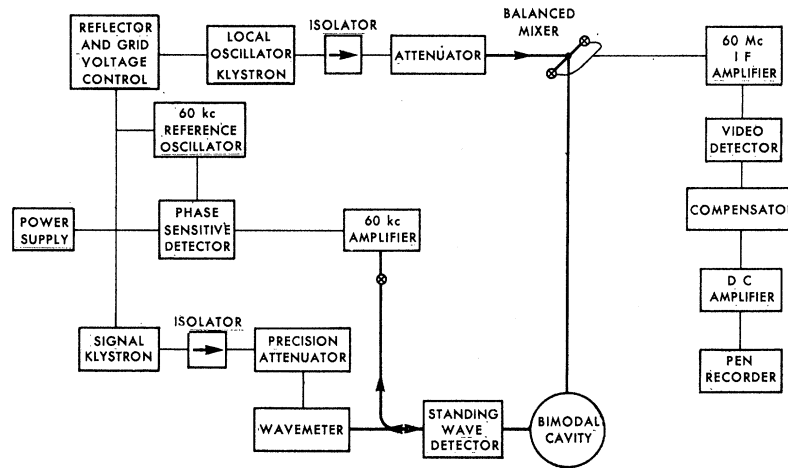 REFLECTOR
AND GRID
VOLTAGE
CONTROL
LOCAL
OSCILLATOR
KLYSTRON
ISOLATOR
ATTENUATOR
BALANCED
MIXER
60 Mc
I F
AMPLIFIER
60 kc
REFERENCE
OSCILLATOR
VIDEO
DETECTOR
POWER
SUPPLY
PHASE
SENSITIVE
DETECTOR
60 kc
AMPLIFIER
COMPENSATOR
D C
AMPLIFIER
SIGNAL
KLYSTRON
ISOLATOR
PRECISION
ATTENUATOR
PEN
RECORDER
WAVEMETER
STANDING
WAVE
DETECTOR
BIMODAL
CAVITY